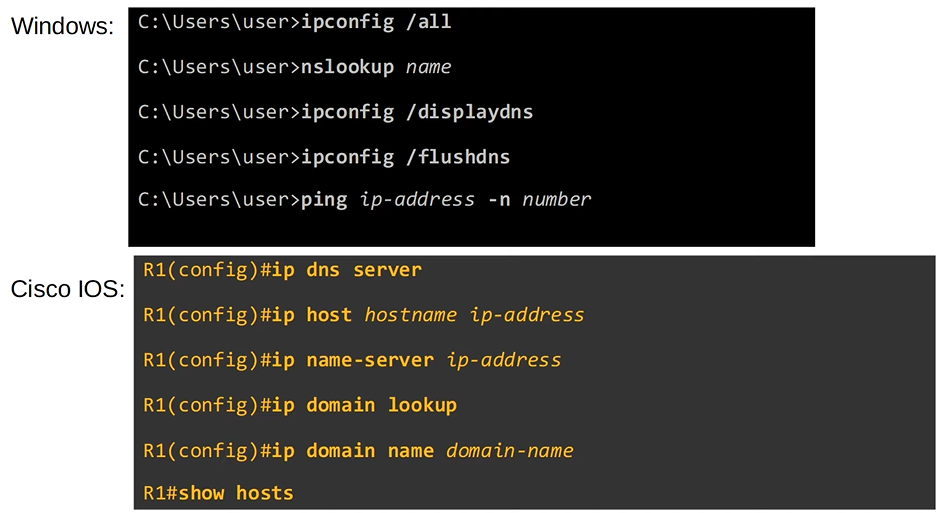 Windows:
C:\Users\user>ipconfig /all
C:\Users\user>nslookup name
C:\Users\user>ipconfig /displaydns
C:\Users\user>ipconfig /flushdns
C:\Users\user>ping ip-address -n number
Cisco IOS:
R1(config)#ip dns server
R1(config)#ip host hostname ip-address
R1(config)#ip name-server ip-address
R1(config)#ip domain lookup
R1(config)#ip domain name domain-name
R1#show hosts